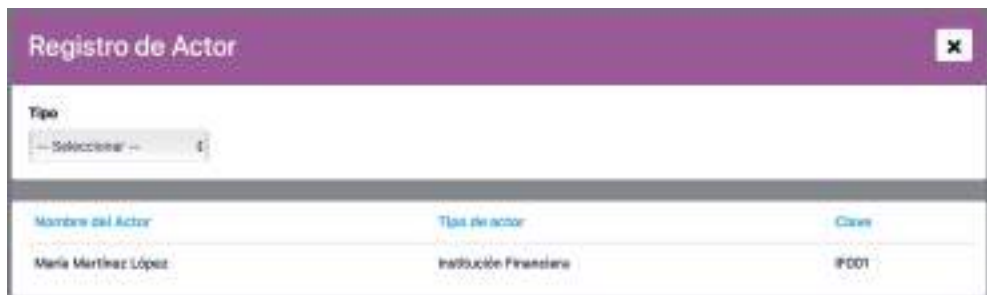 Registro de Actor
Tipo
-- Seleccionar --
Nombre del Actor Tipo de actor Clave
María Martínez López Institución Financiera IF001